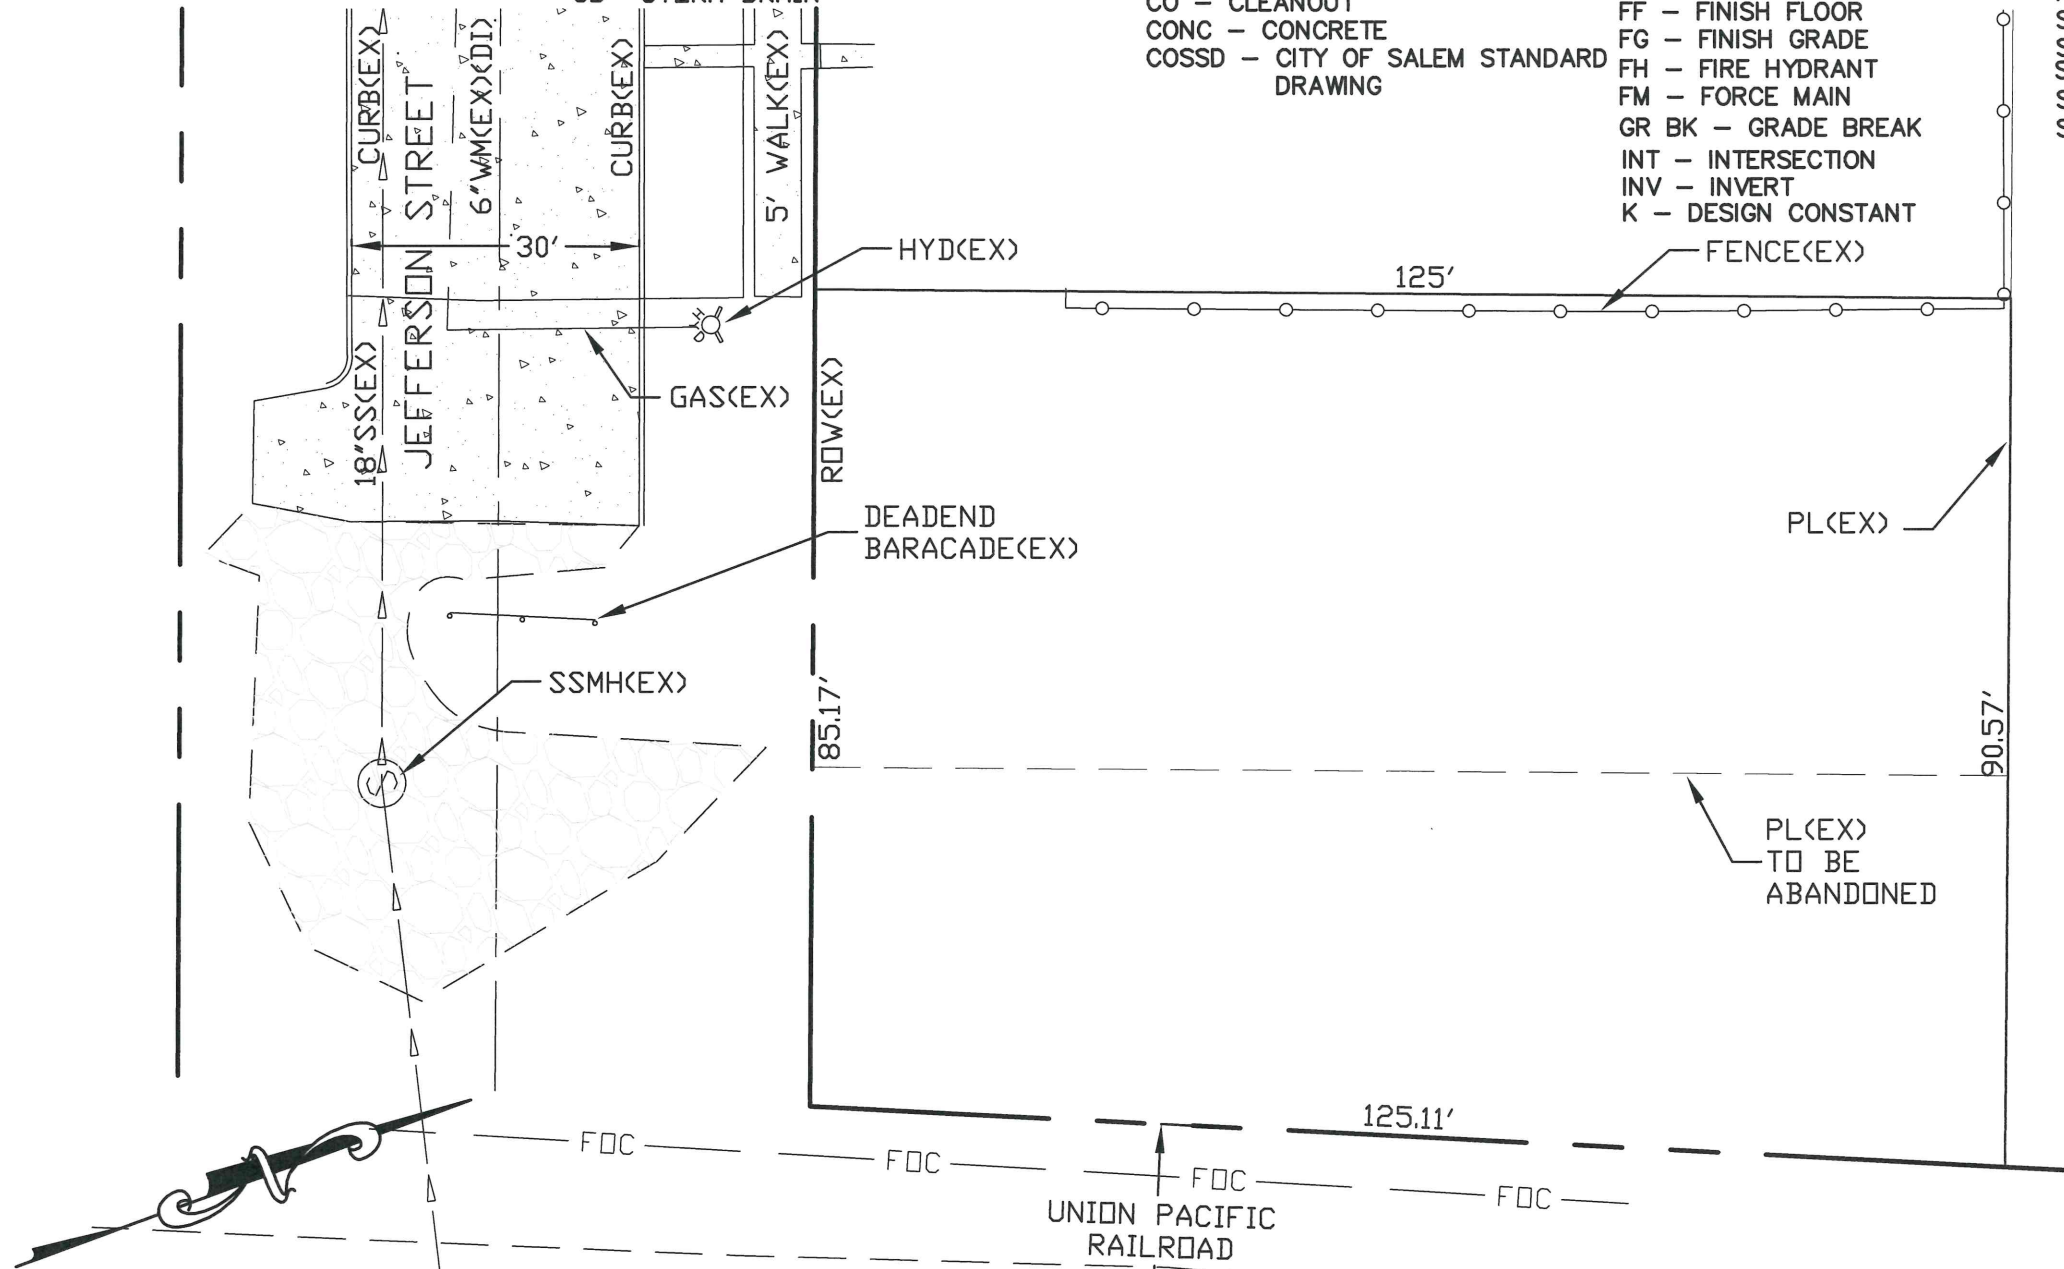 CO – CLEANOUT
CONC – CONCRETE
COSSD – CITY OF SALEM STANDARD
DRAWING
FF – FINISH FLOOR
FG – FINISH GRADE
FH – FIRE HYDRANT
FM – FORCE MAIN
GR BK – GRADE BREAK
INT – INTERSECTION
INV – INVERT
K – DESIGN CONSTANT
CURB(EX)
JEFFERSON STREET
6"WM(EX)(DI)
CURB(EX)
5' WALK(EX)
30'
HYD(EX)
HYD
125'
FENCE(EX)
GAS(EX)
18"SS(EX)
ROW(EX)
DEADEND
BARACADE(EX)
PL(EX)
SSMH(EX)
S
85.17'
90.57'
PL(EX)
TO BE
ABANDONED
125.11'
FOC
FOC
FOC
FOC
UNION PACIFIC
RAILROAD
N